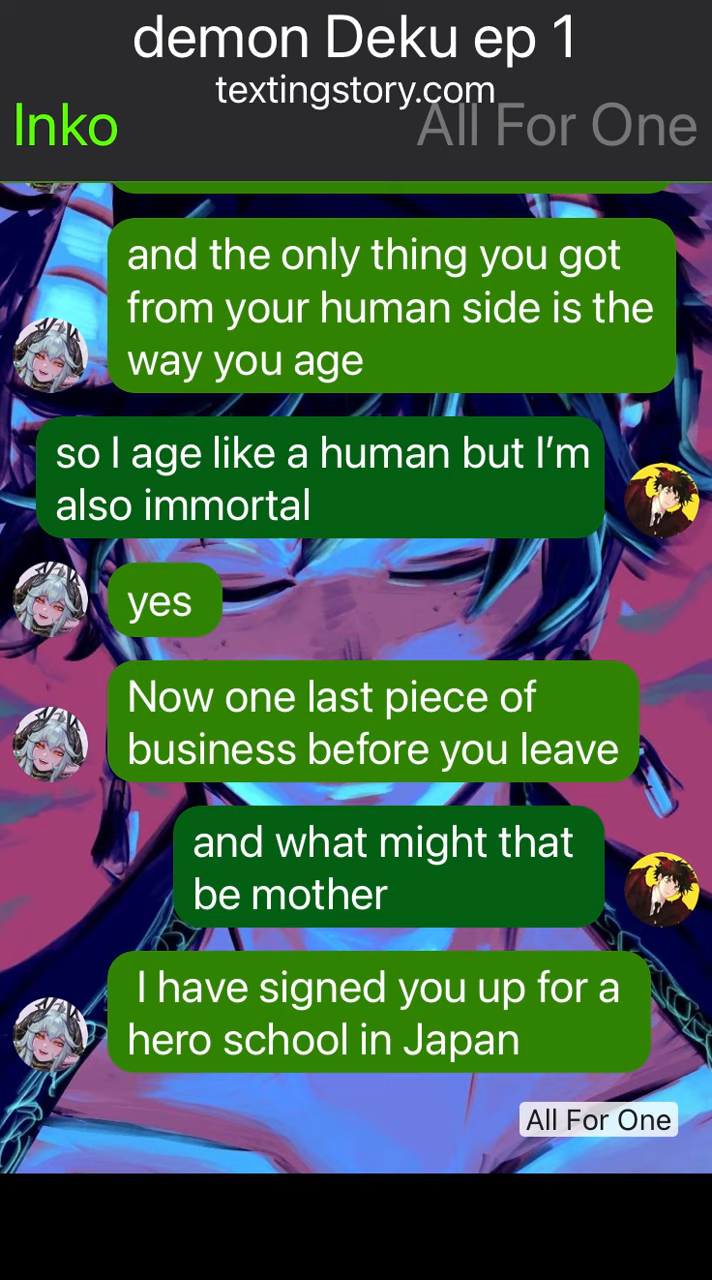 demon Deku ep 1
textingstory.com
Inko
All For One
and the only thing you got
from your human side is the
way you age
so I age like a human but I’m
also immortal
yes
Now one last piece of
business before you leave
and what might that
be mother
I have signed you up for a
hero school in Japan
All For One